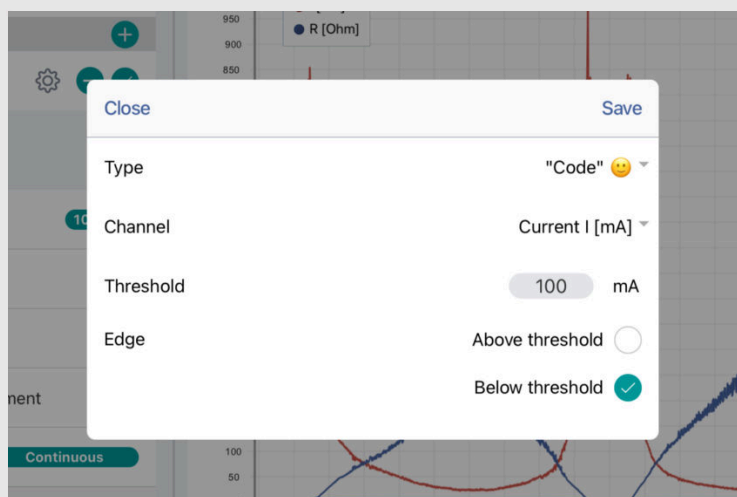 950
R [Ohm]
900
850
Close Save
Type "Code" 🙂
Channel Current I [mA]
Threshold 100 mA
Edge Above threshold
Below threshold
ment
Continuous
100
50